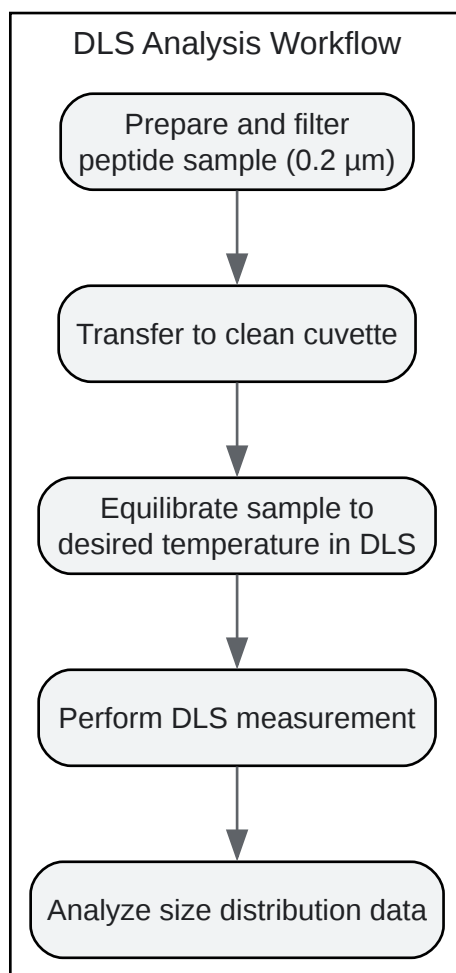 DLS Analysis Workflow
Prepare and filter
peptide sample (0.2 µm)
Transfer to clean cuvette
Equilibrate sample to
desired temperature in DLS
Perform DLS measurement
Analyze size distribution data